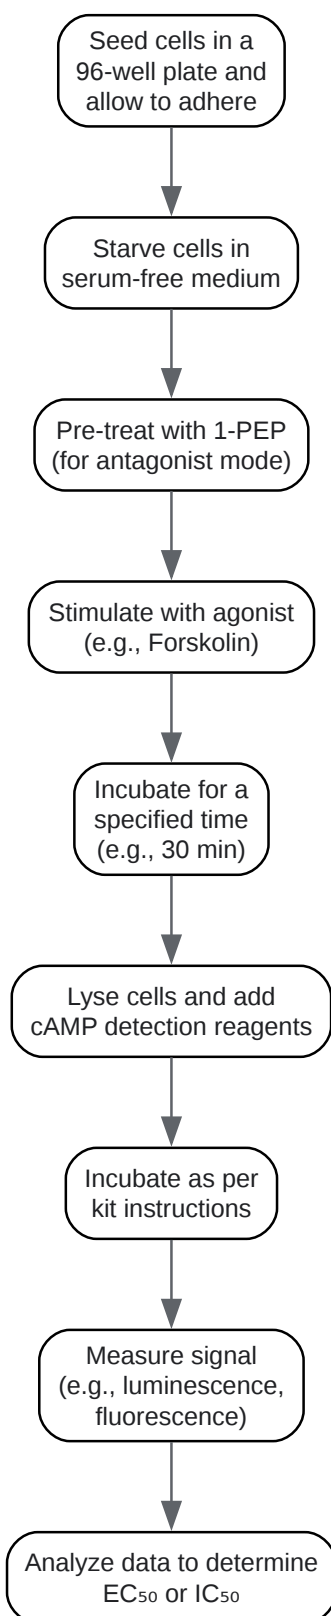 Seed cells in a
96-well plate and
allow to adhere
Starve cells in
serum-free medium
Pre-treat with 1-PEP
(for antagonist mode)
Stimulate with agonist
(e.g., Forskolin)
Incubate for a
specified time
(e.g., 30 min)
Lyse cells and add
cAMP detection reagents
Incubate as per
kit instructions
Measure signal
(e.g., luminescence,
fluorescence)
Analyze data to determine
EC₅₀ or IC₅₀